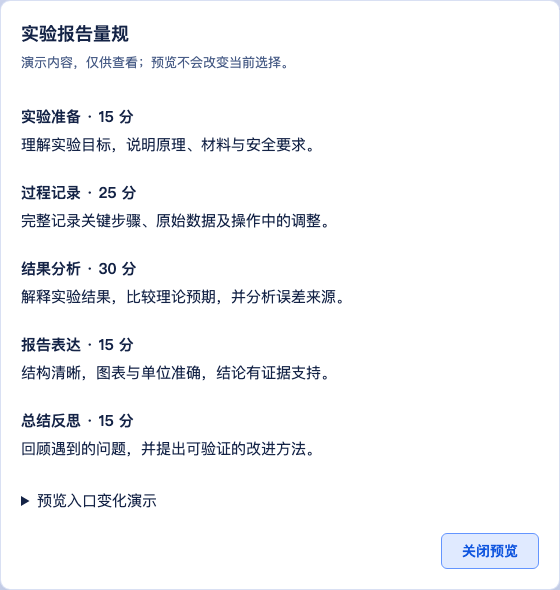 实验报告量规
演示内容，仅供查看；预览不会改变当前选择。
实验准备 · 15 分
理解实验目标，说明原理、材料与安全要求。
过程记录 · 25 分
完整记录关键步骤、原始数据及操作中的调整。
结果分析 · 30 分
解释实验结果，比较理论预期，并分析误差来源。
报告表达 · 15 分
结构清晰，图表与单位准确，结论有证据支持。
总结反思 · 15 分
回顾遇到的问题，并提出可验证的改进方法。
预览入口变化演示
关闭预览